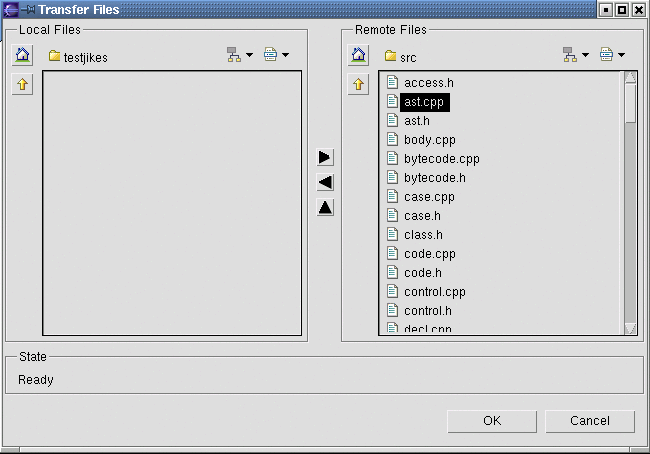 Transfer Files
Local Files
testjikes
Remote Files
src
access.h
ast.cpp
ast.h
body.cpp
bytecode.cpp
bytecode.h
case.cpp
case.h
class.h
code.cpp
code.h
control.cpp
control.h
decl.cpp
State
Ready
OK
Cancel